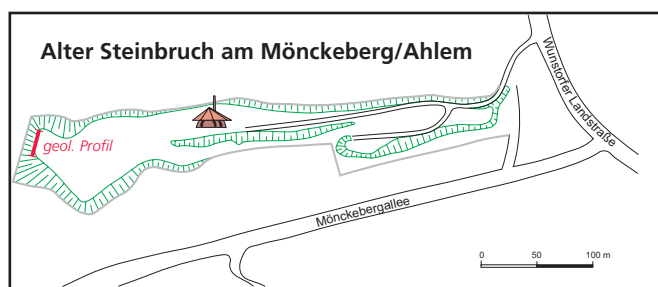 Alter Steinbruch am Mönckeberg/Ahlem
Wunstorfer Landstraße
geol. Profil
Mönckebergallee
0 50 100 m